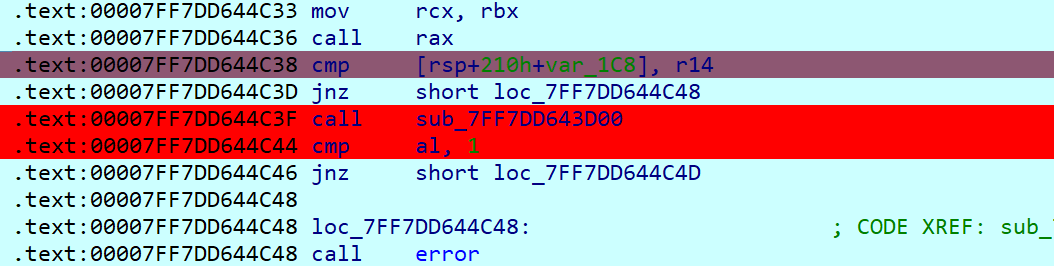 .text:00007FF7DD644C33 mov rcx, rbx
.text:00007FF7DD644C36 call rax
.text:00007FF7DD644C38 cmp [rsp+210h+var_1C8], r14
.text:00007FF7DD644C3D jnz short loc_7FF7DD644C48
.text:00007FF7DD644C3F call sub_7FF7DD643D00
.text:00007FF7DD644C44 cmp al, 1
.text:00007FF7DD644C46 jnz short loc_7FF7DD644C4D
.text:00007FF7DD644C48
.text:00007FF7DD644C48 loc_7FF7DD644C48: ; CODE XREF: sub_
.text:00007FF7DD644C48 call error